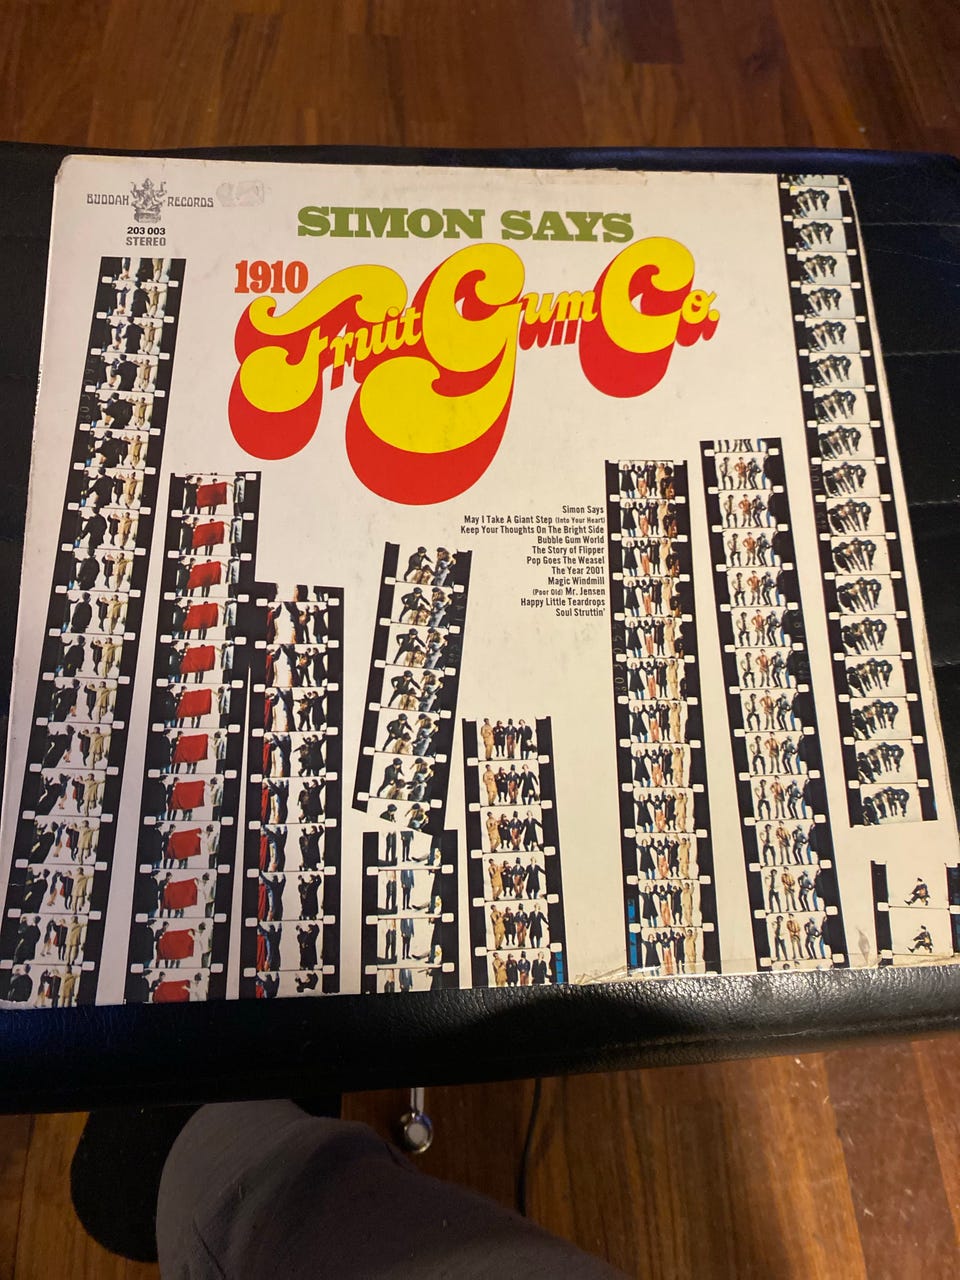 BUDDAH RECORDS
203 003
STEREO
SIMON SAYS
1910
Fruit Gum Co.
Simon Says
May I Take A Giant Step (Into Your Heart)
Keep Your Thoughts On The Bright Side
Bubble Gum World
The Story of Flipper
Pop Goes The Weasel
The Year 2001
Magic Windmill
(Poor Old) Mr. Jensen
Happy Little Teardrops
Soul Struttin'